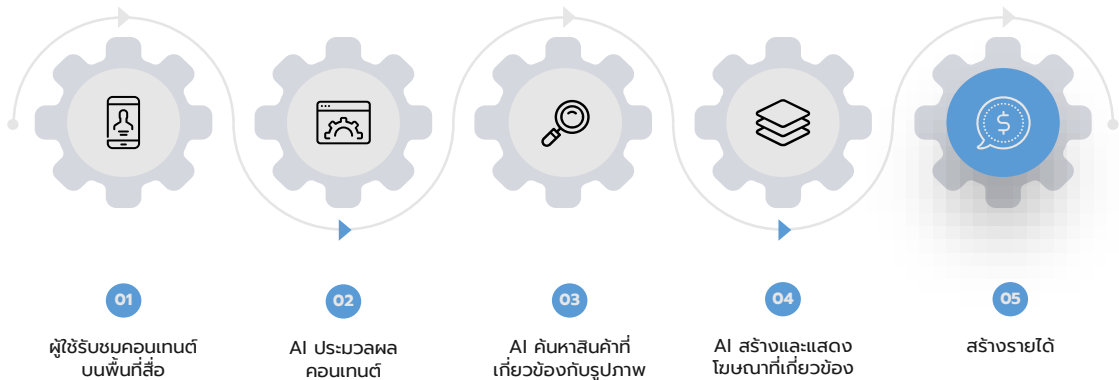 01
ผู้ใช้รับชมคอนเทนต์
บนพื้นที่สื่อ
02
AI ประมวลผล
คอนเทนต์
03
AI ค้นหาสินค้าที่
เกี่ยวข้องกับรูปภาพ
04
AI สร้างและแสดง
โฆษณาที่เกี่ยวข้อง
05
สร้างรายได้